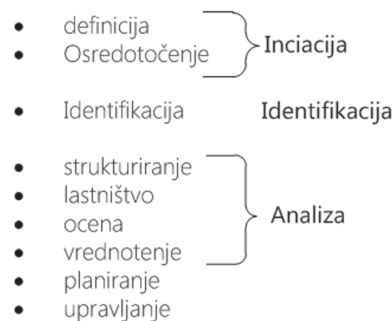 • definicija
• Osredotočenje
Inciacija
• Identifikacija Identifikacija
• strukturiranje
• lastništvo
• ocena
• vrednotenje
Analiza
• planiranje
• upravljanje